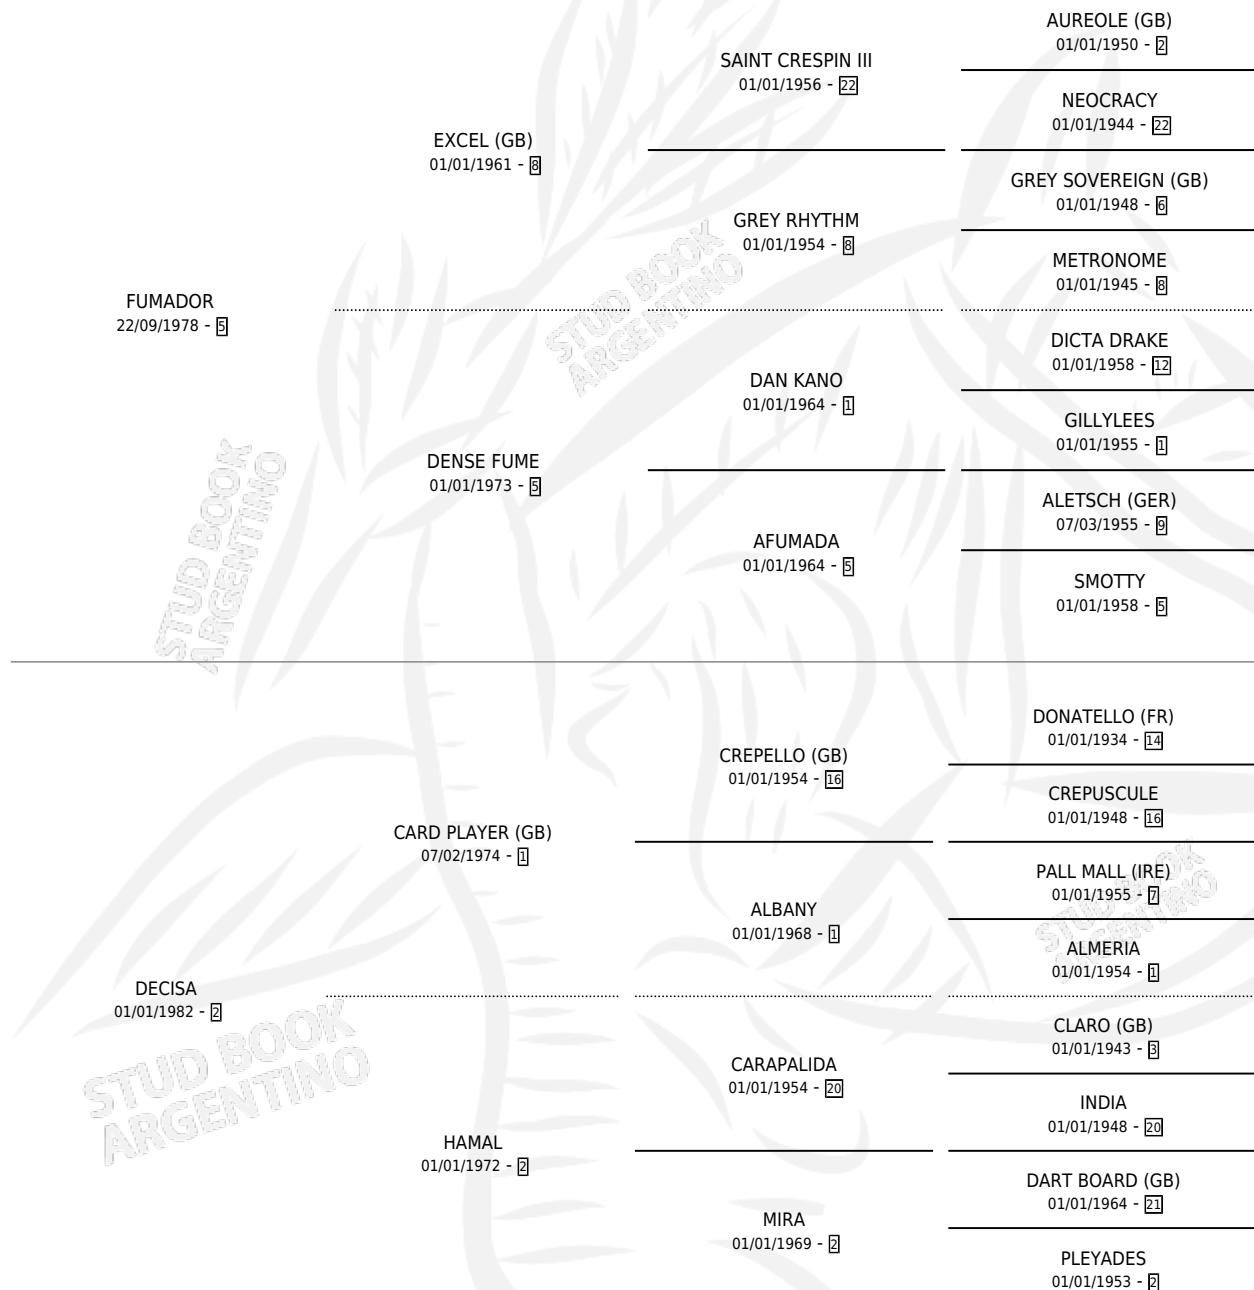 AUREOLE (GB)
01/01/1950 - 2
SAINT CRESPIN III
01/01/1956 - 22
NEOCRACY
01/01/1944 - 22
EXCEL (GB)
01/01/1961 - 8
GREY SOVEREIGN (GB)
01/01/1948 - 6
GREY RHYTHM
01/01/1954 - 8
METRONOME
01/01/1945 - 8
FUMADOR
22/09/1978 - 5
STUD BOOK
ARGENTINO
DICTA DRAKE
01/01/1958 - 12
DAN KANO
01/01/1964 - 1
GILLYLEES
01/01/1955 - 1
DENSE FUME
01/01/1973 - 5
ALETSCH (GER)
07/03/1955 - 9
AFUMADA
01/01/1964 - 5
SMOTTY
01/01/1958 - 5
STUD BOOK
ARGENTINO
DONATELLO (FR)
01/01/1934 - 14
CREPELLO (GB)
01/01/1954 - 16
CREPUSCULE
01/01/1948 - 16
CARD PLAYER (GB)
07/02/1974 - 1
PALL MALL (IRE)
01/01/1955 - 7
ALBANY
01/01/1968 - 1
ALMERIA
01/01/1954 - 1
STUD BOOK
ARGENTINO
DECISA
01/01/1982 - 2
CLARO (GB)
01/01/1943 - 3
CARAPALIDA
01/01/1954 - 20
INDIA
01/01/1948 - 20
STUD BOOK
ARGENTINO
HAMAL
01/01/1972 - 2
DART BOARD (GB)
01/01/1964 - 21
MIRA
01/01/1969 - 2
PLEYADES
01/01/1953 - 2